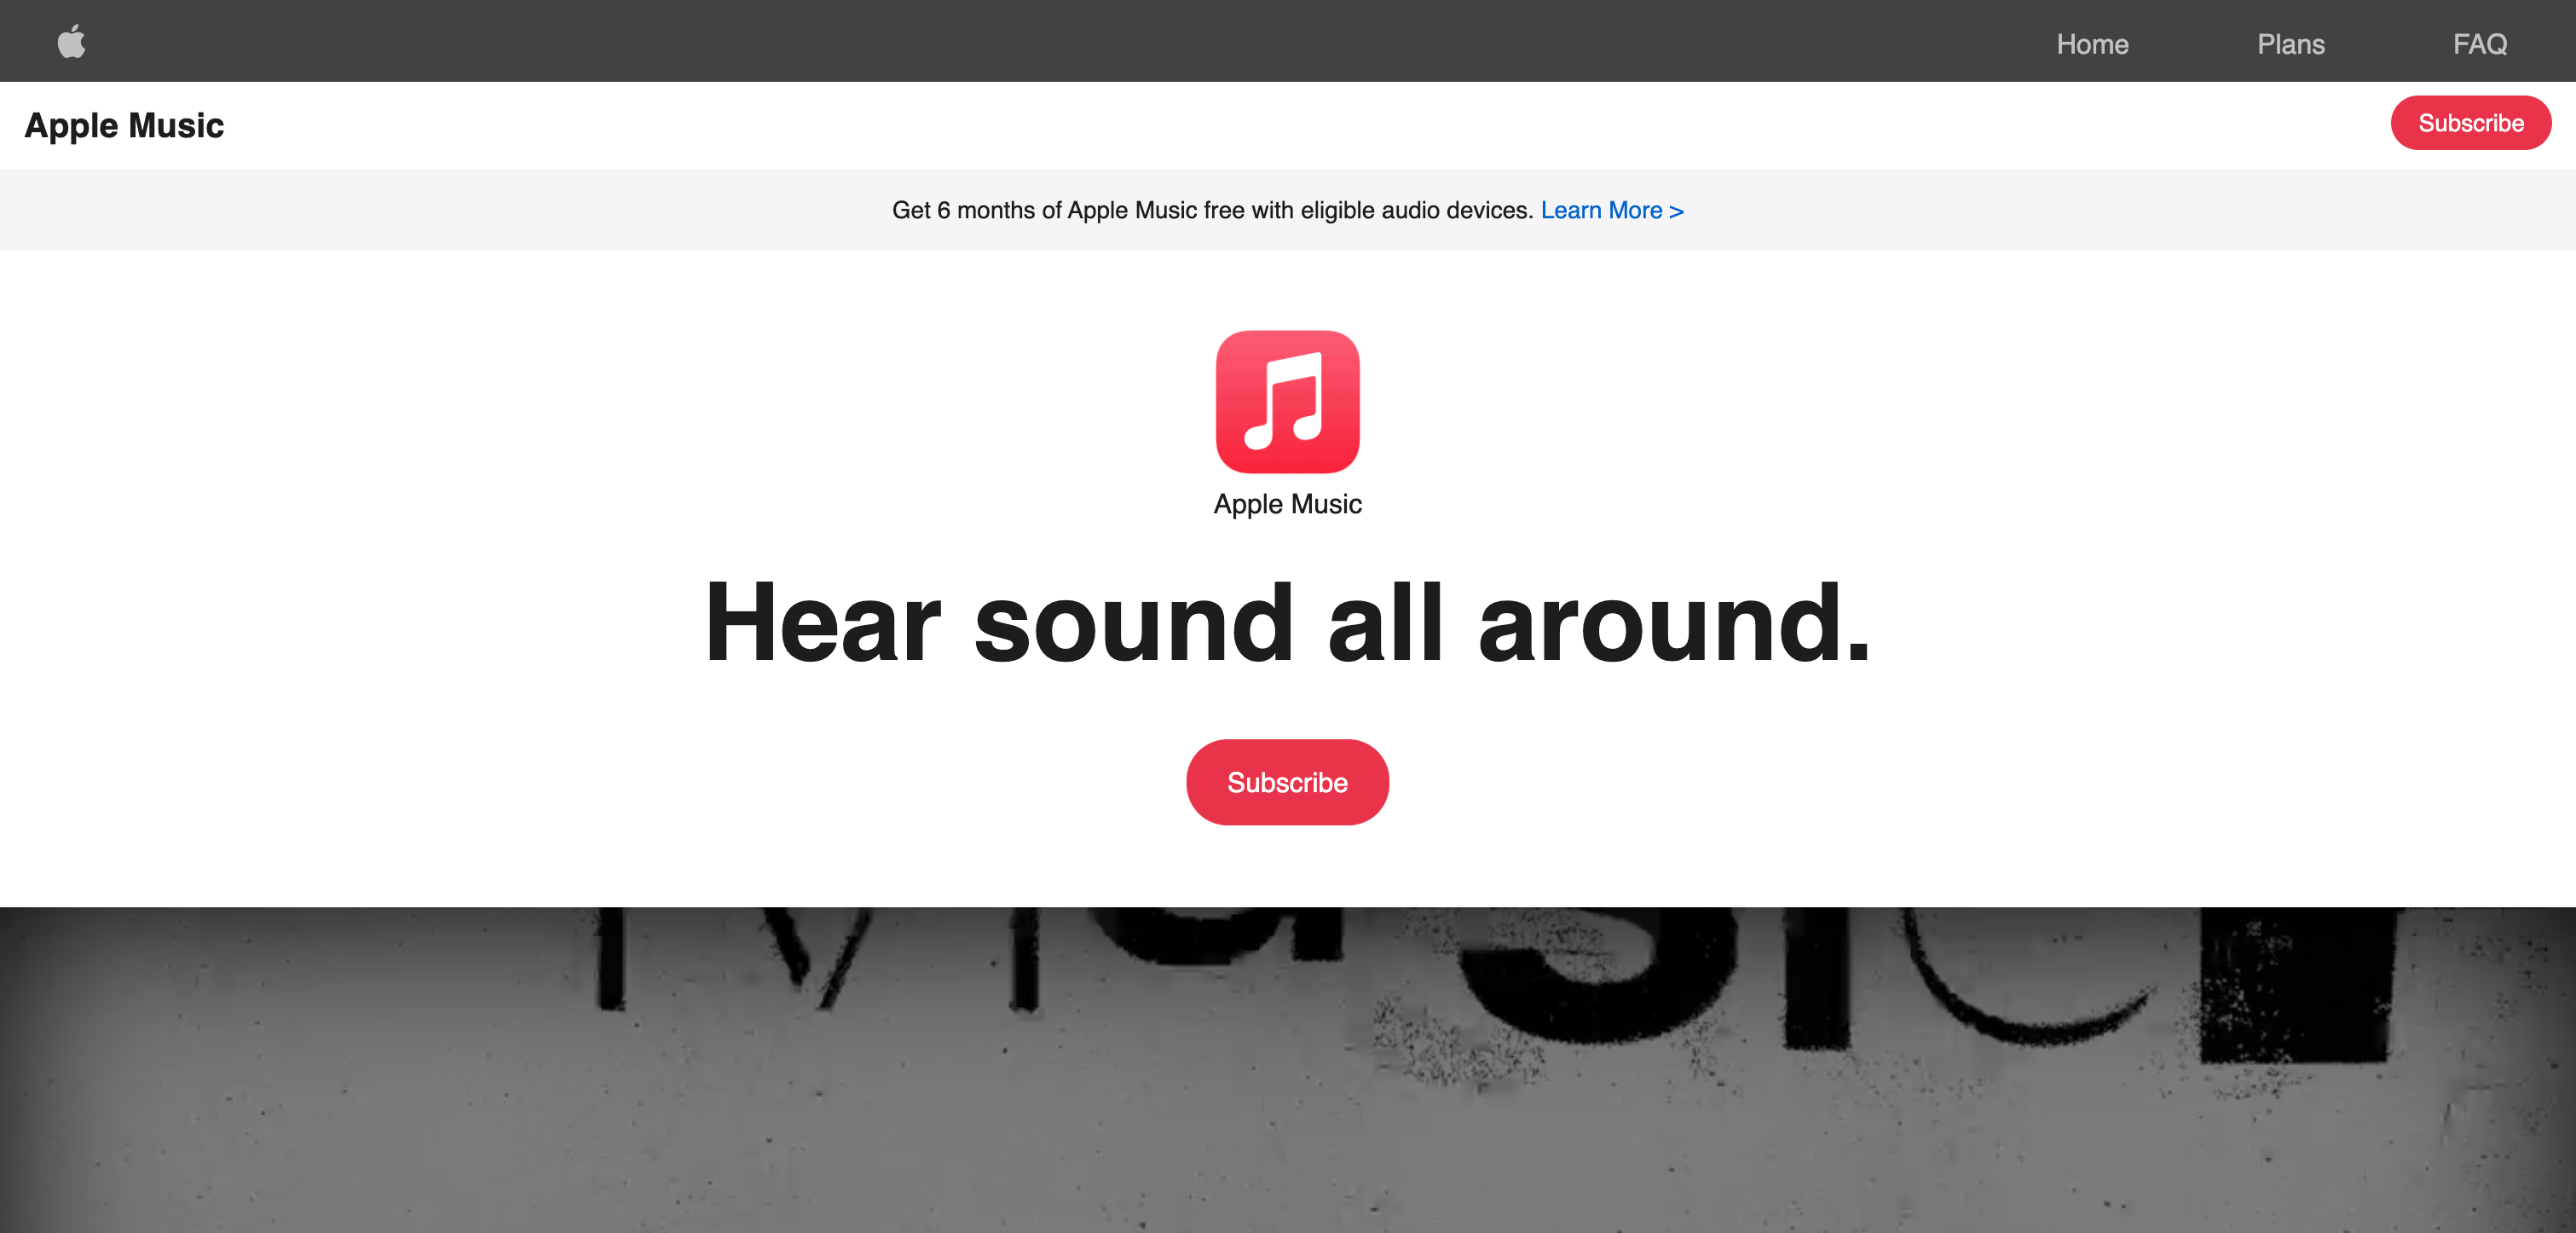 Home Plans FAQ
Apple Music
Subscribe
Get 6 months of Apple Music free with eligible audio devices. Learn More >
Apple Music
Hear sound all around.
Subscribe